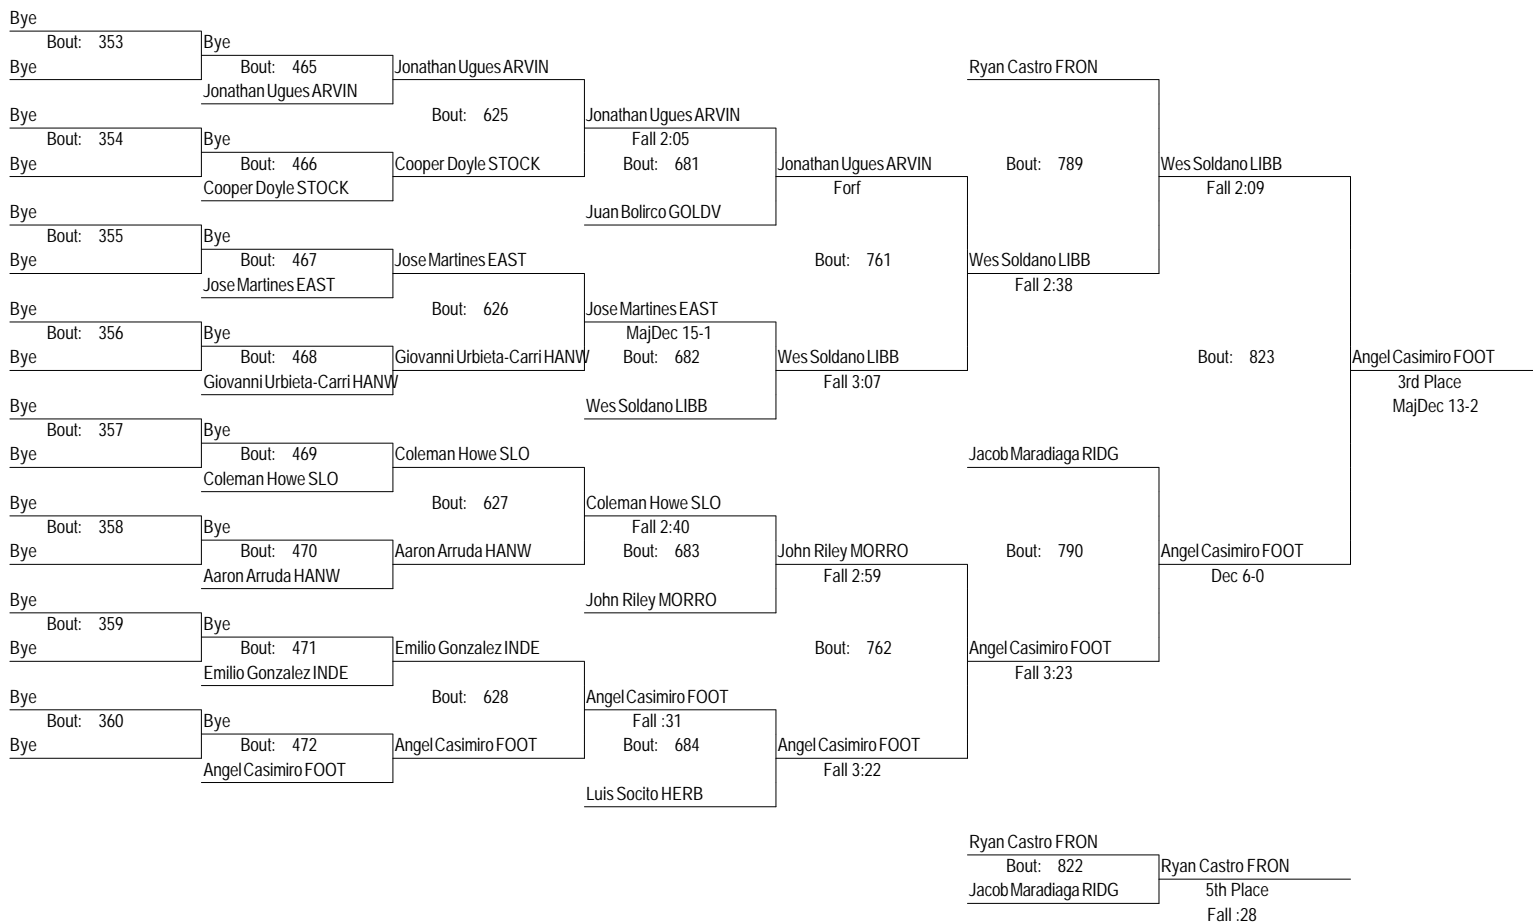 Bye
Bout: 353 Bye
Bye Bout: 465 Jonathan Ugues ARVIN Ryan Castro FRON
Jonathan Ugues ARVIN
Bye Bout: 625 Jonathan Ugues ARVIN
Bout: 354 Bye Fall 2:05
Bye Bout: 466 Cooper Doyle STOCK Bout: 681 Jonathan Ugues ARVIN Bout: 789 Wes Soldano LIBB
Cooper Doyle STOCK Forf Fall 2:09
Bye Juan Bolirco GOLDV
Bout: 355 Bye
Bye Bout: 467 Jose Martines EAST Bout: 761 Wes Soldano LIBB
Jose Martines EAST Fall 2:38
Bye Bout: 626 Jose Martines EAST
Bout: 356 Bye MajDec 15-1
Bye Bout: 468 Giovanni Urbieta-Carri HANW Bout: 682 Wes Soldano LIBB Bout: 823 Angel Casimiro FOOT
Giovanni Urbieta-Carri HANW Fall 3:07 3rd Place
Bye Wes Soldano LIBB MajDec 13-2
Bout: 357 Bye
Bye Bout: 469 Coleman Howe SLO Jacob Maradiaga RIDG
Coleman Howe SLO
Bye Bout: 627 Coleman Howe SLO
Bout: 358 Bye Fall 2:40
Bye Bout: 470 Aaron Arruda HANW Bout: 683 John Riley MORRO Bout: 790 Angel Casimiro FOOT
Aaron Arruda HANW Fall 2:59 Dec 6-0
Bye John Riley MORRO
Bout: 359 Bye
Bye Bout: 471 Emilio Gonzalez INDE Bout: 762 Angel Casimiro FOOT
Emilio Gonzalez INDE Fall 3:23
Bye Bout: 628 Angel Casimiro FOOT
Bout: 360 Bye Fall :31
Bye Bout: 472 Angel Casimiro FOOT Bout: 684 Angel Casimiro FOOT
Angel Casimiro FOOT Fall 3:22
Luis Socito HERB
Ryan Castro FRON
Bout: 822 Ryan Castro FRON
Jacob Maradiaga RIDG 5th Place
Fall :28